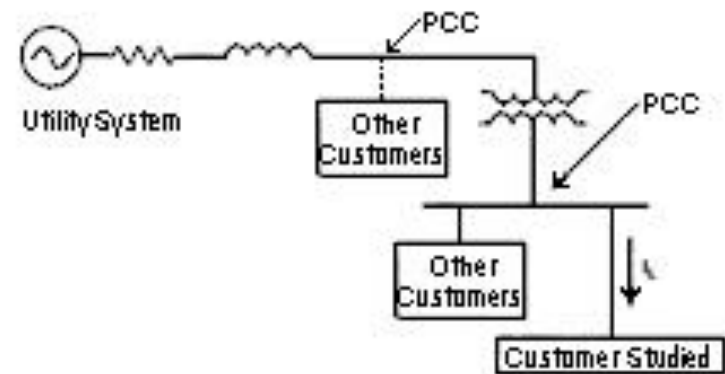 PCC
Utility System
Other
Customers
PCC
Other
Customers
Customer Studied